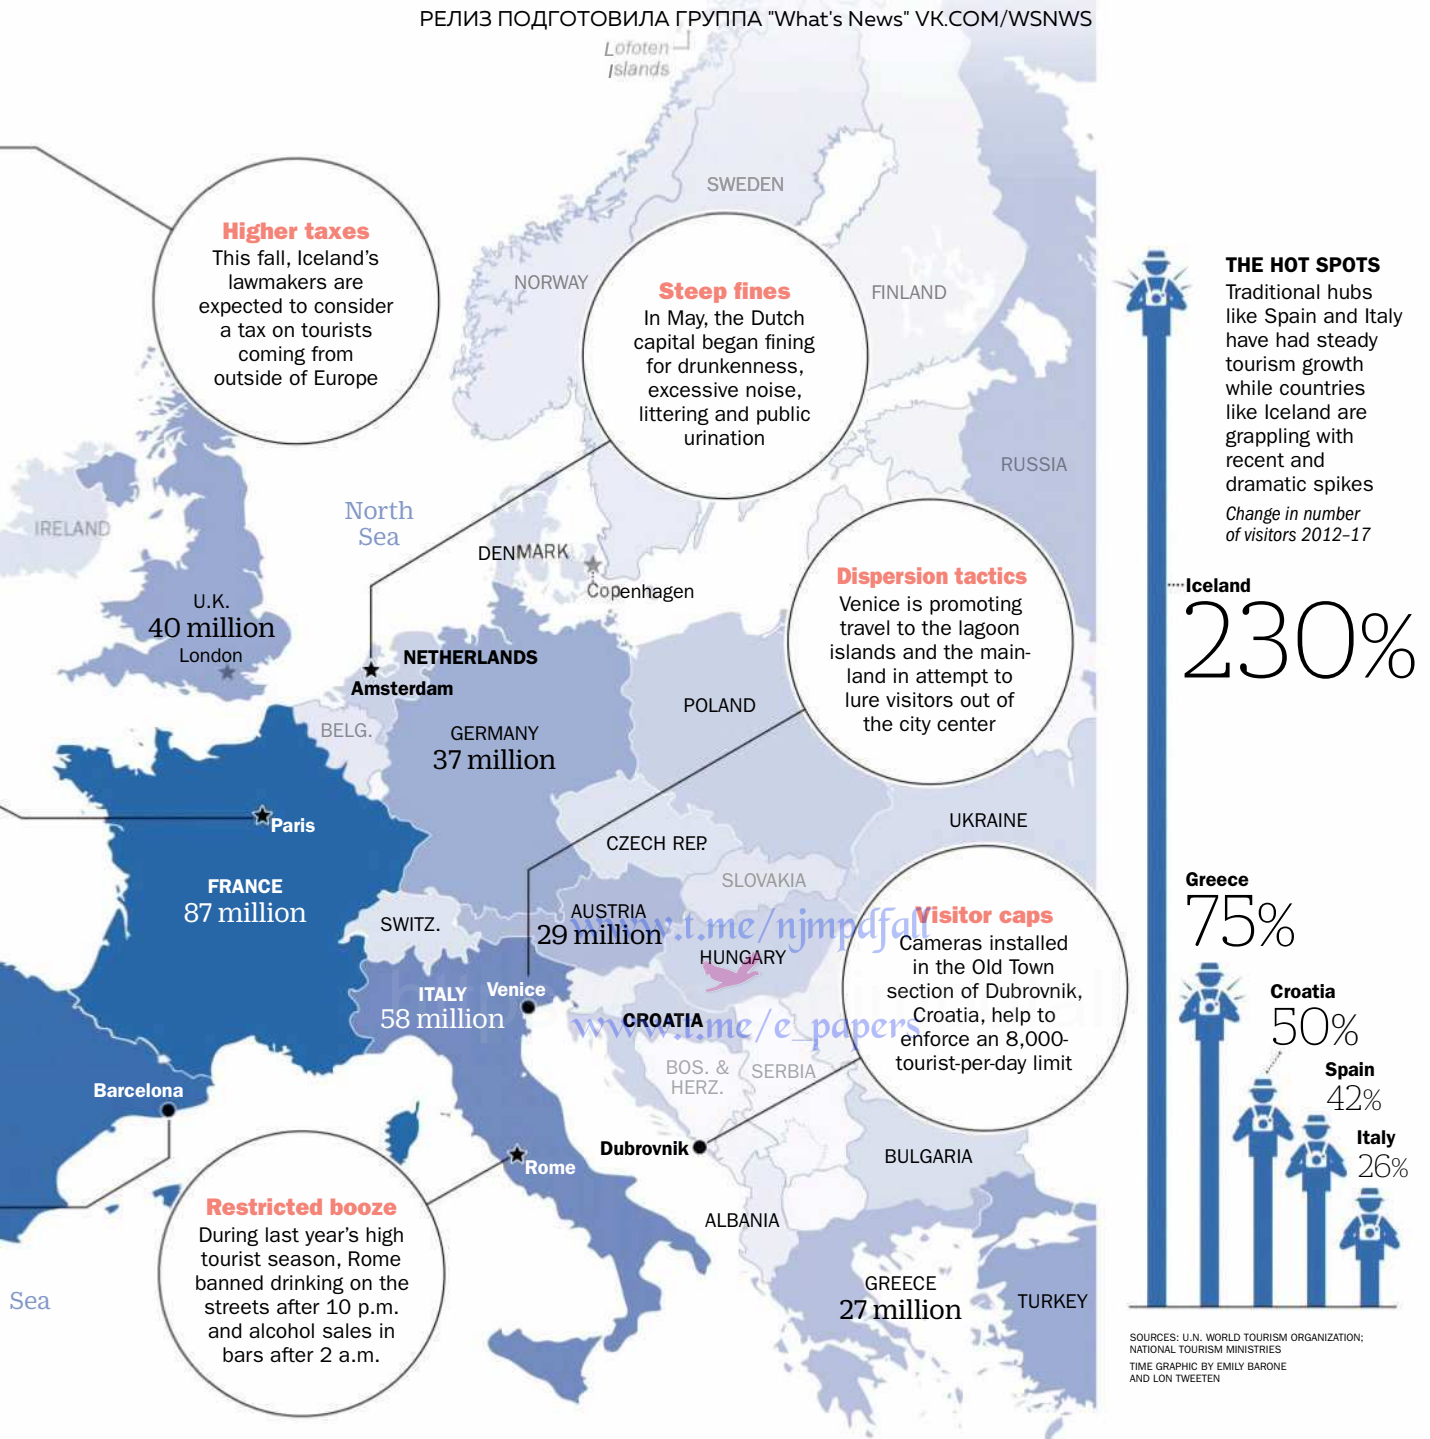 РЕЛИЗ ПОДГОТОВИЛА ГРУППА "What's News" VK.COM/WSNWS
Lofoten
Islands
SWEDEN
NORWAY
FINLAND
RUSSIA
Higher taxes
This fall, Iceland’s
lawmakers are
expected to consider
a tax on tourists
coming from
outside of Europe
Steep fines
In May, the Dutch
capital began fining
for drunkenness,
excessive noise,
littering and public
urination
THE HOT SPOTS
Traditional hubs
like Spain and Italy
have had steady
tourism growth
while countries
like Iceland are
grappling with
recent and
dramatic spikes
Change in number
of visitors 2012–17
Iceland
230%
Greece
75%
Croatia
50%
Spain
42%
Italy
26%
IRELAND
North
Sea
DENMARK
Copenhagen
U.K.
40 million
London
NETHERLANDS
Amsterdam
BELG.
GERMANY
37 million
POLAND
Dispersion tactics
Venice is promoting
travel to the lagoon
islands and the main-
land in attempt to
lure visitors out of
the city center
Paris
FRANCE
87 million
CZECH REP.
UKRAINE
SLOVAKIA
SWITZ.
AUSTRIA
29 million
www.t.me/njmpdfall
HUNGARY
ITALY
58 million
Venice
CROATIA
www.t.me/e_papers
BOS. &
HERZ.
SERBIA
Visitor caps
Cameras installed
in the Old Town
section of Dubrovnik,
Croatia, help to
enforce an 8,000-
tourist-per-day limit
Barcelona
Dubrovnik
Rome
BULGARIA
ALBANIA
Restricted booze
During last year’s high
tourist season, Rome
banned drinking on the
streets after 10 p.m.
and alcohol sales in
bars after 2 a.m.
Sea
GREECE
27 million
TURKEY
SOURCES: U.N. WORLD TOURISM ORGANIZATION;
NATIONAL TOURISM MINISTRIES
TIME GRAPHIC BY EMILY BARONE
AND LON TWEETEN